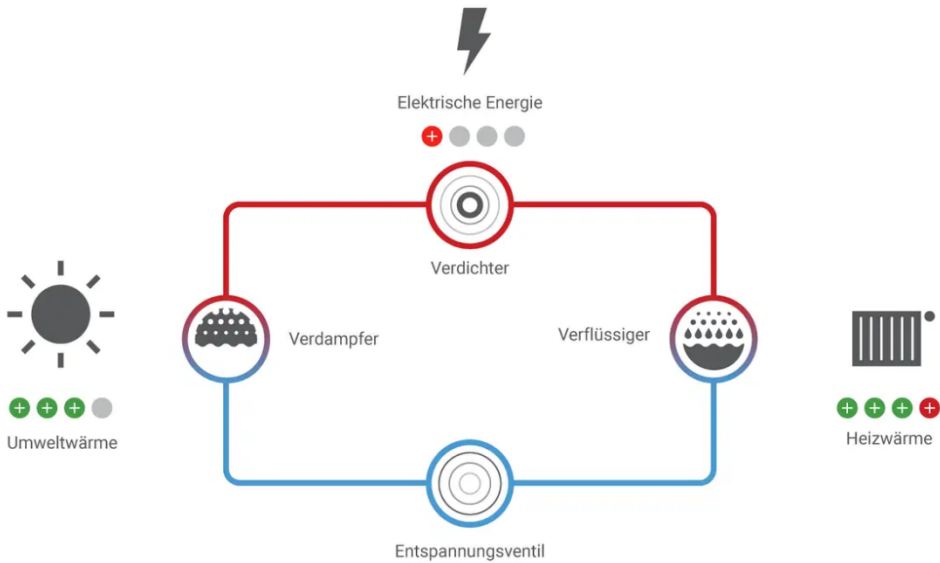 Elektrische Energie
Verdichter
Verdampfer
Verflüssiger
Umweltwärme
Heizwärme
Entspannungsventil